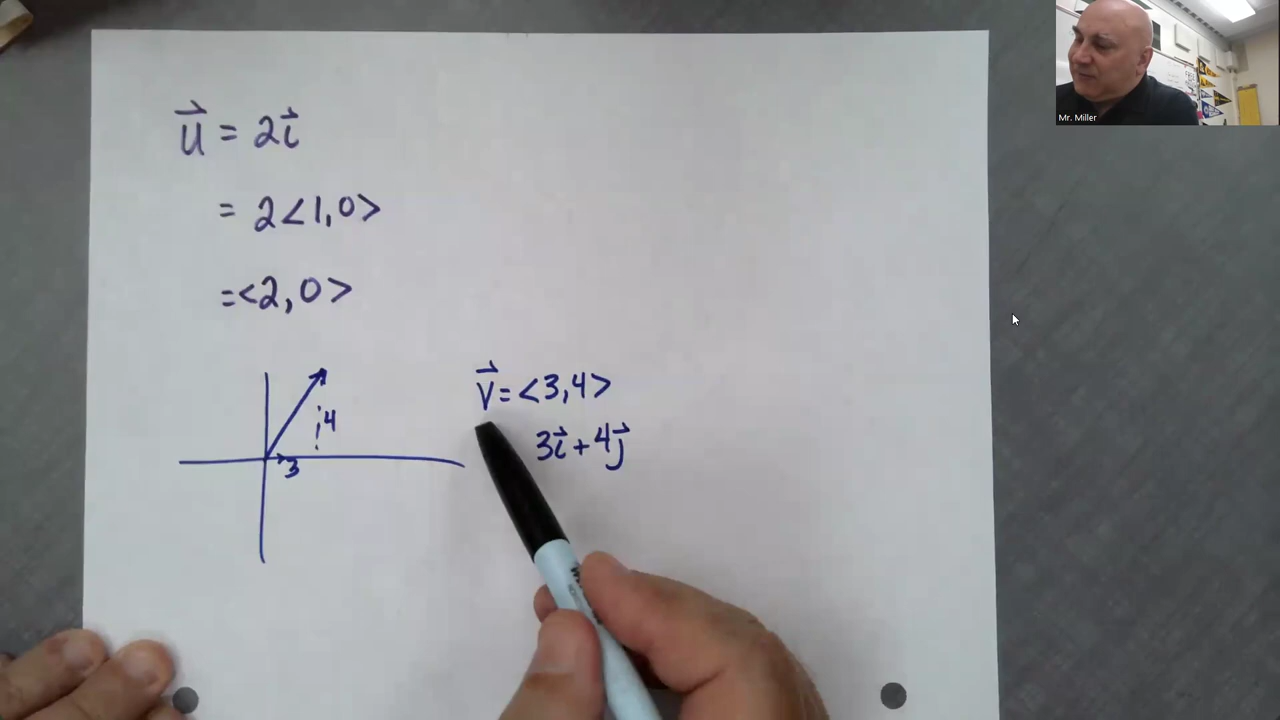 u⃗ = 2i⃗
= 2<1,0>
=<2,0>
4
3
v⃗=<3,4>
3i⃗+4j⃗
Mr. Miller